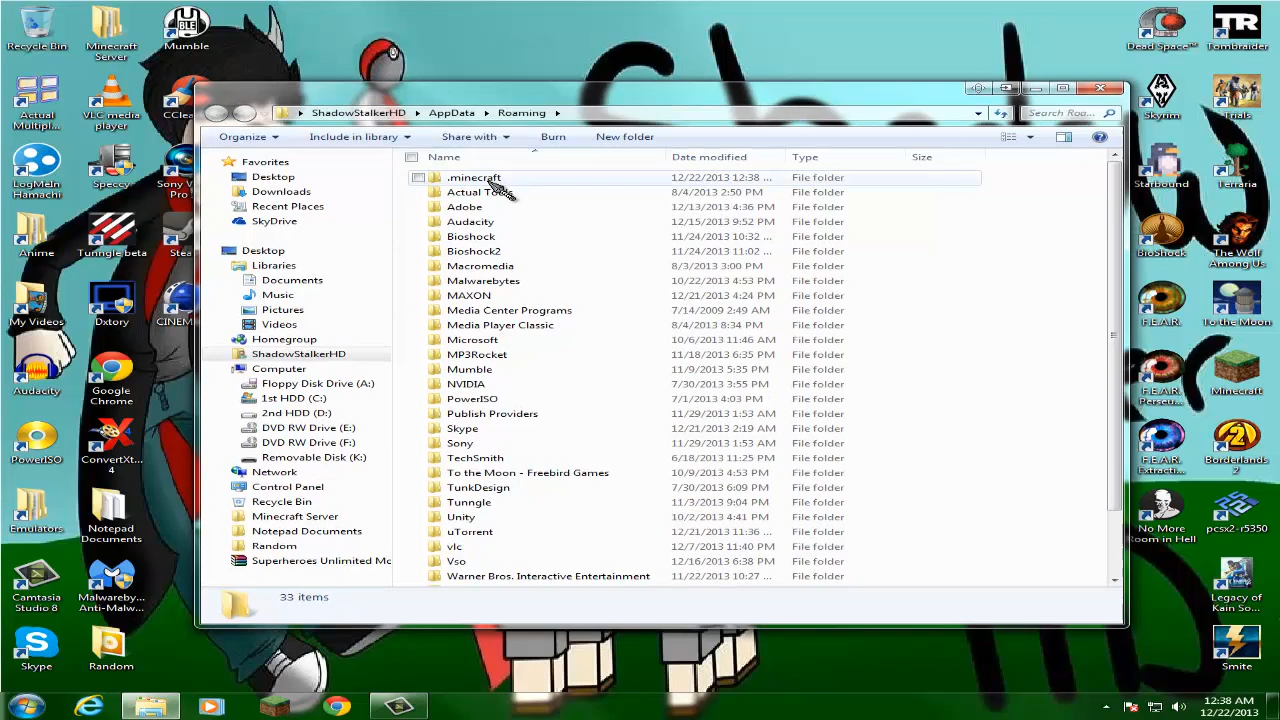 Recycle Bin
Minecraft
Server
Mumble
Actual
Multipl...
VLC media
player
CClea
LogMeIn
Hamachi
Speccy
Sony V
Pro
Anime
Tunngle beta
Stea
My Videos
Dxtory
CINEM
Audacity
Google
Chrome
PowerISO
ConvertXt...
4
Emulators
Notepad
Documents
Camtasia
Studio 8
Malwareby...
Anti-Malw...
Skype
Random
ShadowStalkerHD
AppData
Roaming
Search Roa...
Organize
Include in library
Share with
Burn
New folder
Favorites
Desktop
Downloads
Recent Places
SkyDrive
Desktop
Libraries
Documents
Music
Pictures
Videos
Homegroup
ShadowStalkerHD
Computer
Floppy Disk Drive (A:)
1st HDD (C:)
2nd HDD (D:)
DVD RW Drive (E:)
DVD RW Drive (F:)
Removable Disk (K:)
Network
Control Panel
Recycle Bin
Minecraft Server
Notepad Documents
Random
Superheroes Unlimited Mc
Name Date modified Type Size
.minecraft 12/22/2013 12:38 ... File folder
Actual Tools 8/4/2013 2:50 PM File folder
Adobe 12/13/2013 4:36 PM File folder
Audacity 12/15/2013 9:52 PM File folder
Bioshock 11/24/2013 10:32 ... File folder
Bioshock2 11/24/2013 11:02 ... File folder
Macromedia 8/3/2013 3:00 PM File folder
Malwarebytes 10/22/2013 4:53 PM File folder
MAXON 12/21/2013 4:24 PM File folder
Media Center Programs 7/14/2009 2:49 AM File folder
Media Player Classic 8/4/2013 8:34 PM File folder
Microsoft 10/6/2013 11:46 AM File folder
MP3Rocket 11/18/2013 6:35 PM File folder
Mumble 11/9/2013 5:35 PM File folder
NVIDIA 7/30/2013 3:55 PM File folder
PowerISO 7/1/2013 4:03 PM File folder
Publish Providers 11/29/2013 1:53 AM File folder
Skype 12/21/2013 2:19 AM File folder
Sony 11/29/2013 1:53 AM File folder
TechSmith 6/18/2013 11:25 PM File folder
To the Moon - Freebird Games 10/9/2013 4:53 PM File folder
TuneDesign 7/30/2013 6:09 PM File folder
Tunngle 11/3/2013 9:04 PM File folder
Unity 10/2/2013 4:41 PM File folder
uTorrent 12/21/2013 11:36 ... File folder
vlc 12/7/2013 11:40 PM File folder
Vso 12/16/2013 6:38 PM File folder
Warner Bros. Interactive Entertainment 11/22/2013 10:27 ... File folder
33 items
Dead Space™
TR
Tombraider
Skyrim
Trials
Starbound
Terraria
BioShock
The Wolf
Among Us
F.E.A.R.
To the Moon
F.E.A.R.
Perseu...
Minecraft
F.E.A.R.
Extracti...
Borderlands
2
No More
Room in Hell
pcsx2-r5350
Legacy of
Kain So...
Smite
12:38 AM
12/22/2013